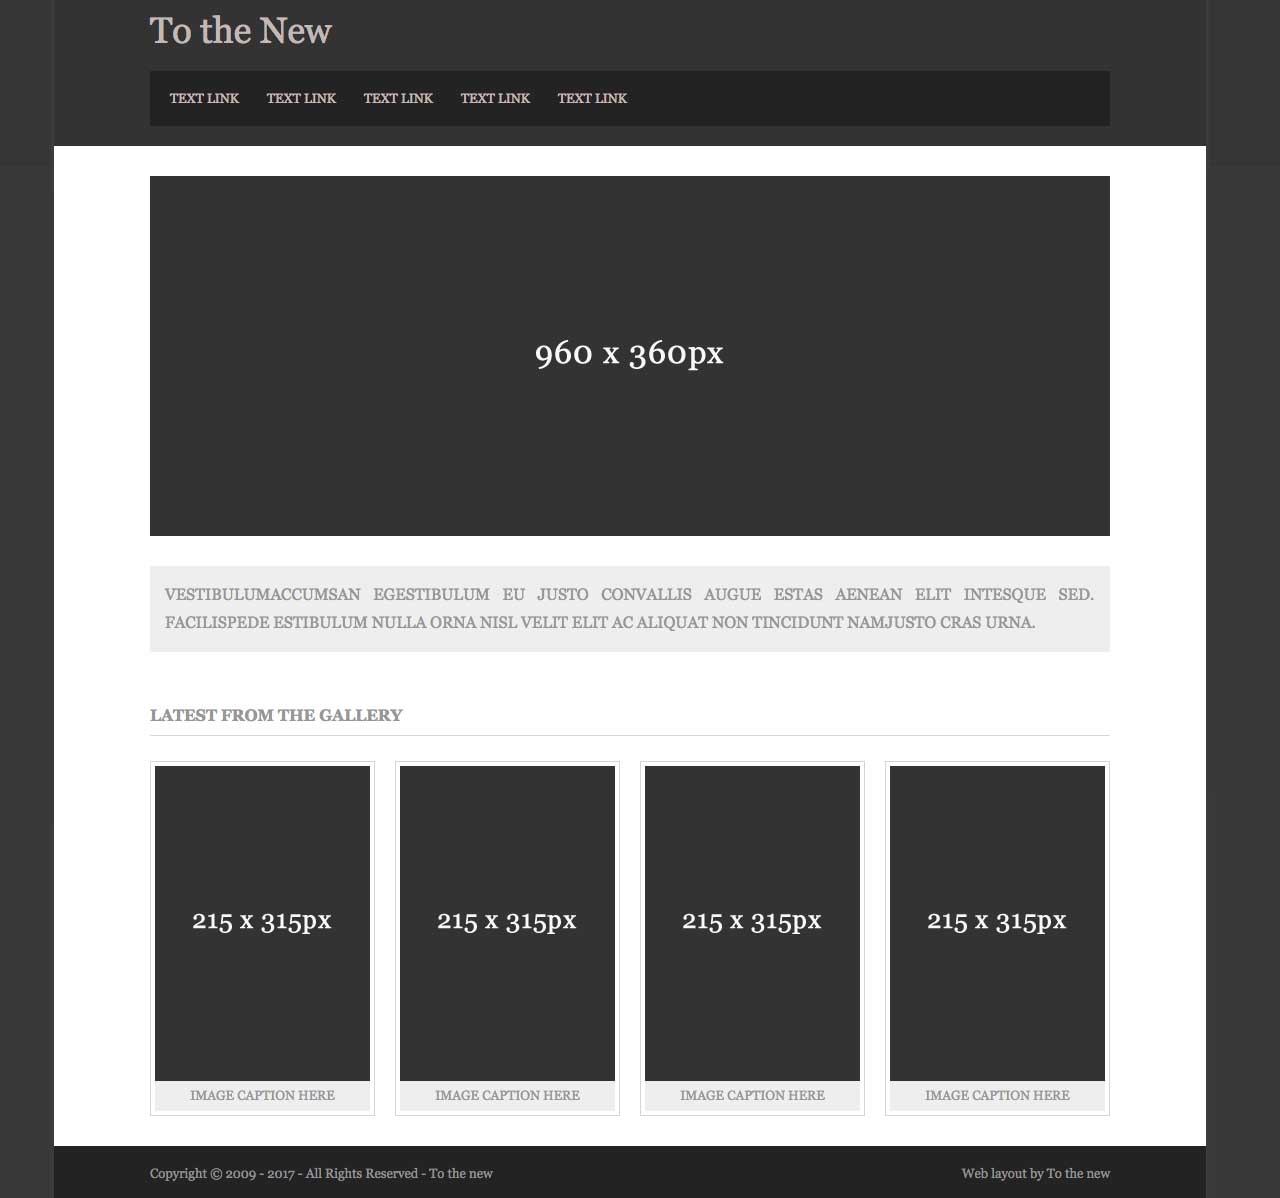 To the New
TEXT LINK TEXT LINK TEXT LINK TEXT LINK TEXT LINK
960 x 360px
VESTIBULUMACCUMSAN EGESTIBULUM EU JUSTO CONVALLIS AUGUE ESTAS AENEAN ELIT INTESQUE SED.
FACILISPEDE ESTIBULUM NULLA ORNA NISL VELIT ELIT AC ALIQUAT NON TINCIDUNT NAMJUSTO CRAS URNA.
LATEST FROM THE GALLERY
215 x 315px 215 x 315px 215 x 315px 215 x 315px
IMAGE CAPTION HERE IMAGE CAPTION HERE IMAGE CAPTION HERE IMAGE CAPTION HERE
Copyright © 2009 - 2017 - All Rights Reserved - To the new Web layout by To the new